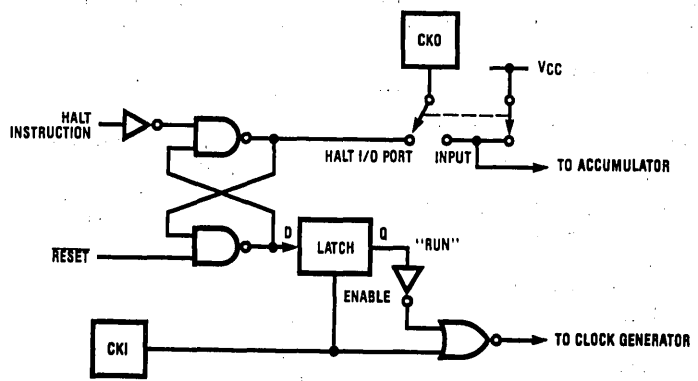 CKO
VCC
HALT
INSTRUCTION
HALT I/O PORT
INPUT
TO ACCUMULATOR
D
LATCH
Q
"RUN"
RESET
ENABLE
CKI
TO CLOCK GENERATOR